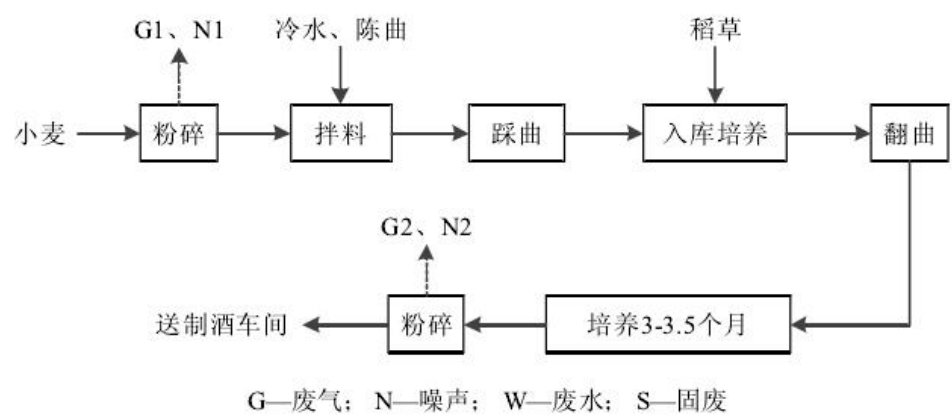 G1、N1
冷水、陈曲
稻草
小麦
粉碎
拌料
踩曲
入库培养
翻曲
G2、N2
送制酒车间
粉碎
培养3-3.5个月
G—废气； N—噪声； W—废水； S—固废